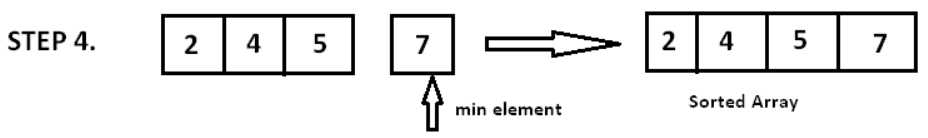 STEP 4. 2 4 5 7 2 4 5 7
min element
Sorted Array